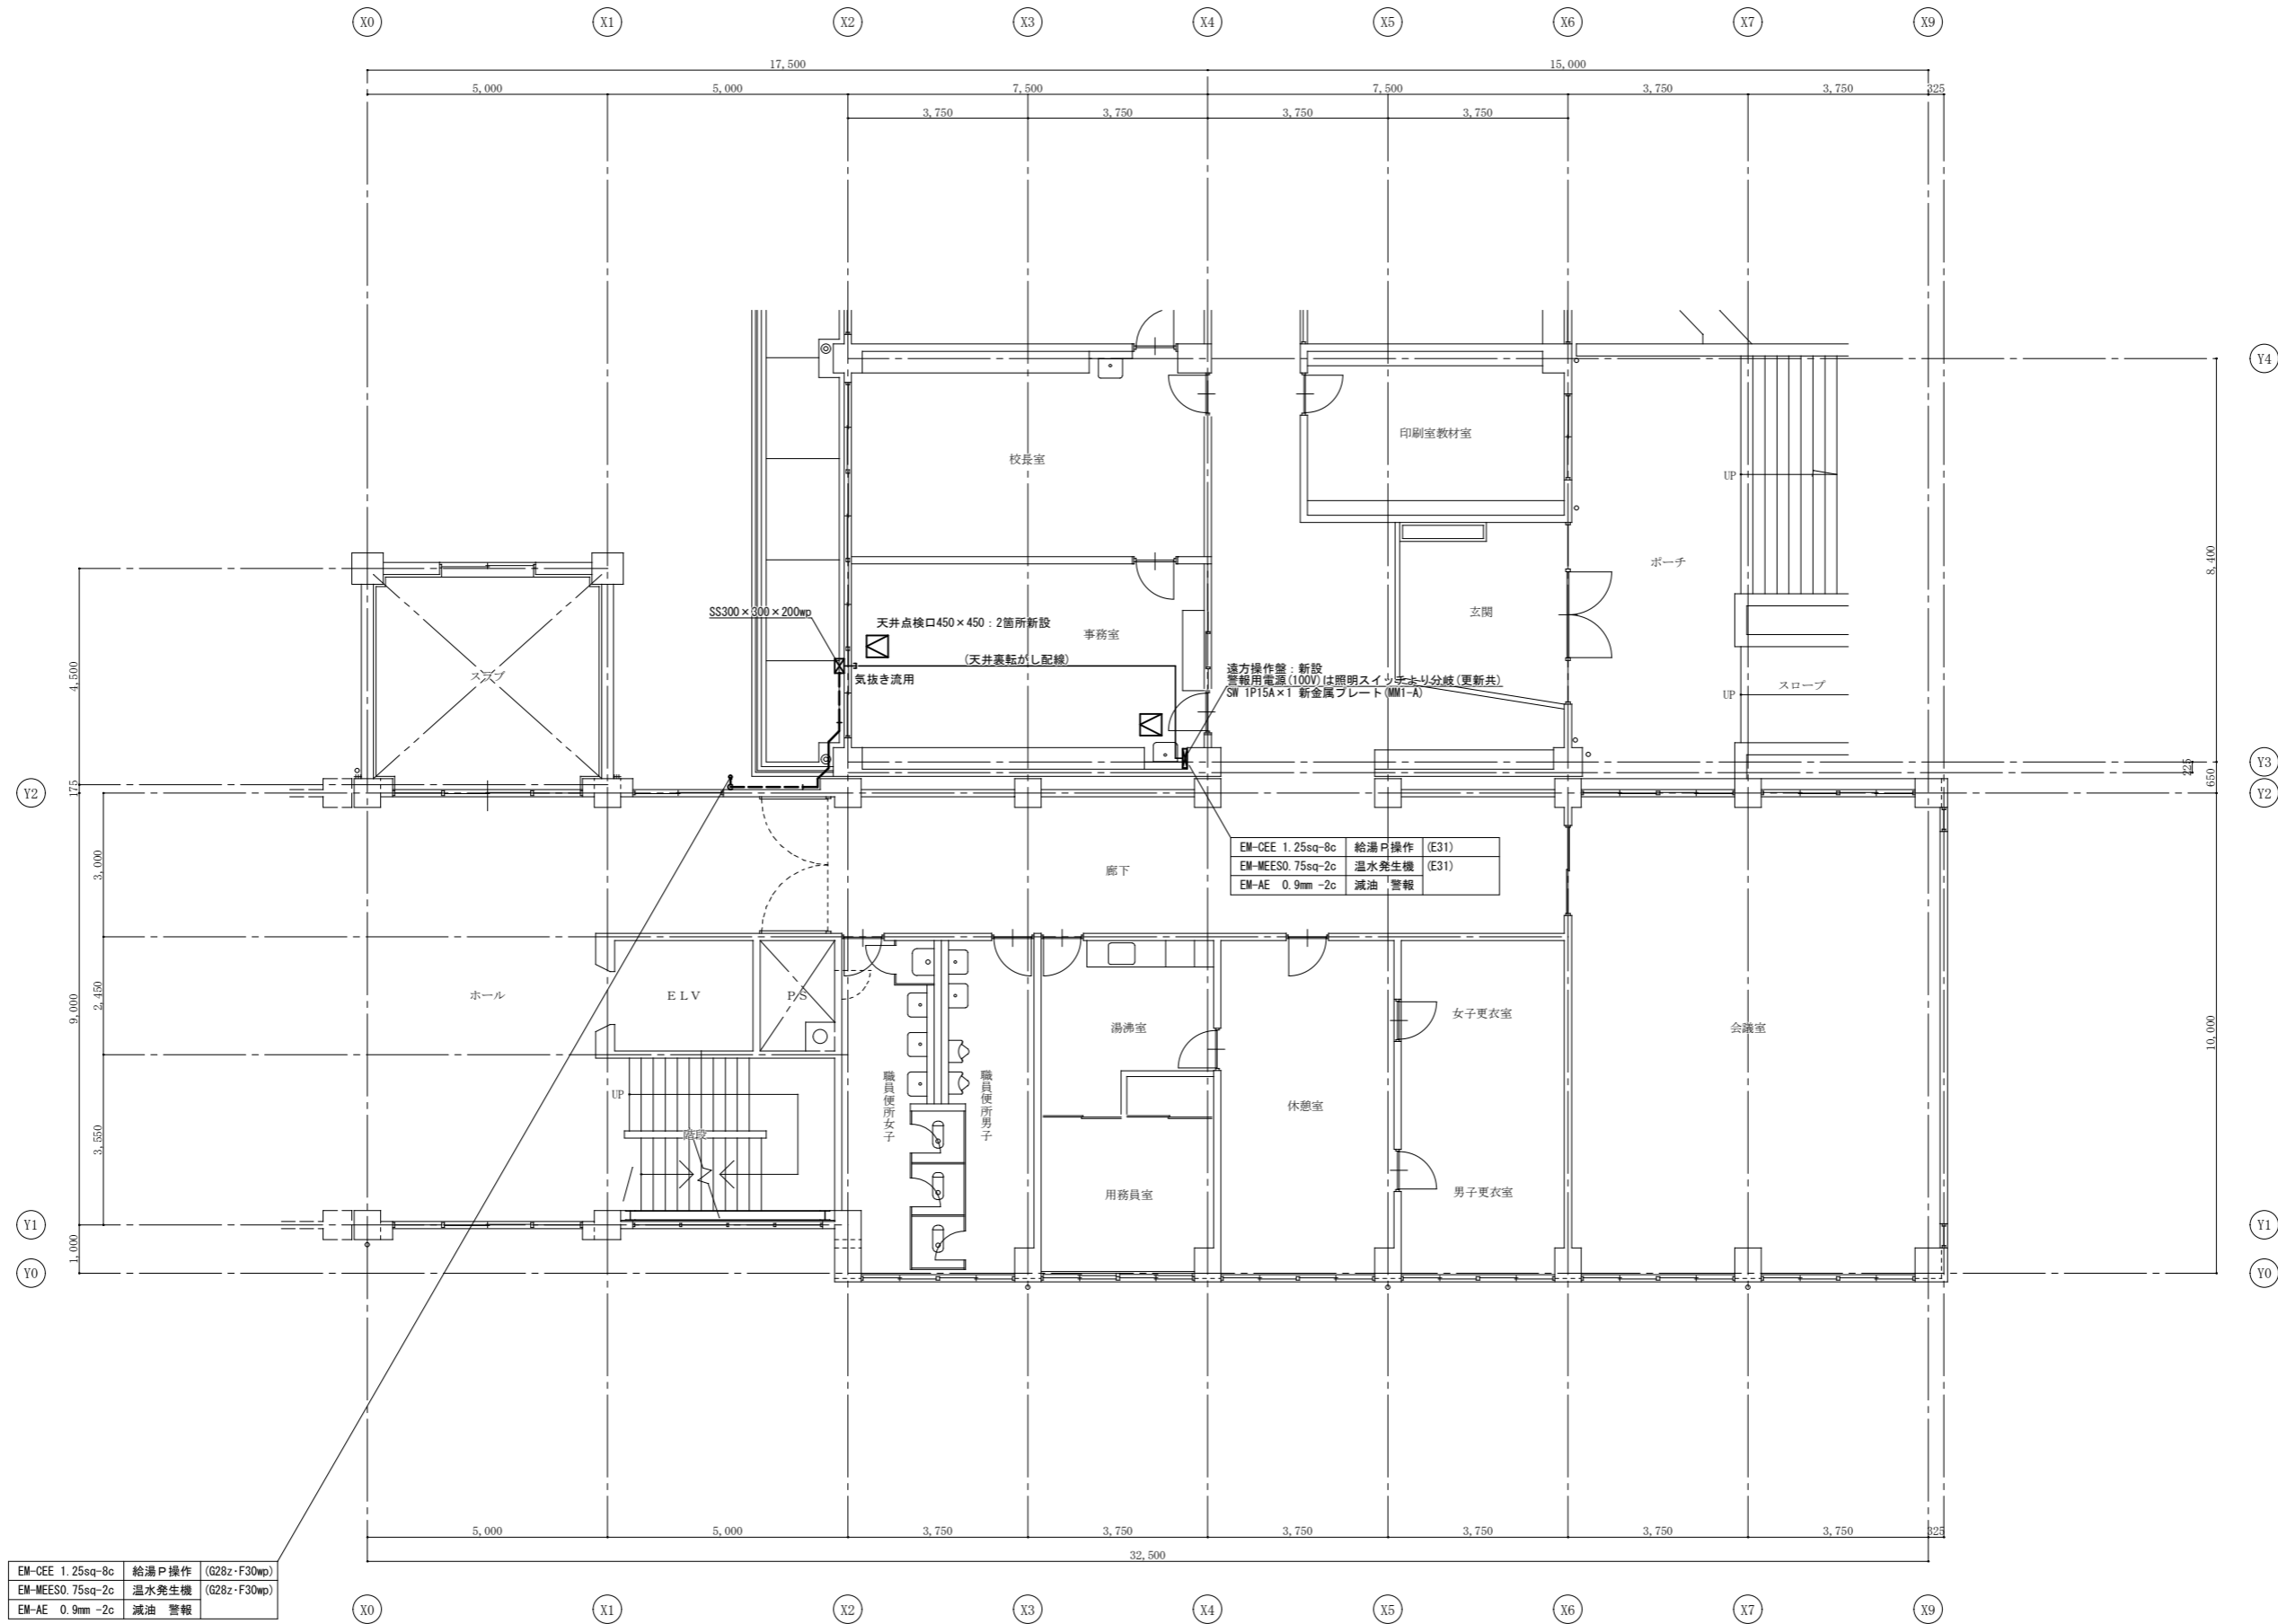 X0 X1 X2 X3 X4 X5 X6 X7 X9
17,500 15,000
5,000 5,000 7,500 7,500 3,750 3,750 325
3,750 3,750 3,750 3,750
Y4
印刷室教材室
校長室
UP
ポーチ
8,400
玄関
SS300×300×200wp
天井点検口450×450：2箇所新設
事務室
(天井裏転がし配線)
気抜き流用
遠方操作盤：新設
警報用電源(100V)は照明スイッチより分岐(更新共)
SW 1P15A×1 新金属プレート(MM1-A)
UP
スロープ
4,500
スラブ
Y3
225
650
175
Y2 Y2
EM-CEE 1.25sq-8c 給湯P操作 (E31)
EM-MEES0.75sq-2c 温水発生機 (E31)
EM-AE 0.9mm -2c 減油 警報
3,000
廊下
9,000
2,450
ホール
ELV
PS
湯沸室
女子更衣室
会議室
10,000
職員便所女子
職員便所男子
UP
休憩室
3,550
階段
用務員室
男子更衣室
Y1 Y1
1,000
Y0 Y0
5,000 5,000 3,750 3,750 3,750 3,750 3,750 3,750 325
32,500
EM-CEE 1.25sq-8c 給湯P操作 (G28z･F30wp)
EM-MEES0.75sq-2c 温水発生機 (G28z･F30wp)
EM-AE 0.9mm -2c 減油 警報
X0 X1 X2 X3 X4 X5 X6 X7 X9